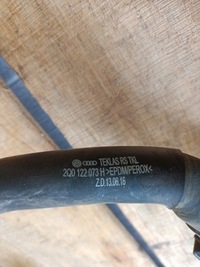 TEKLAS RS TKL
2Q0 122 073 H >EPDM/PEROX<
Z.D.13.06.16